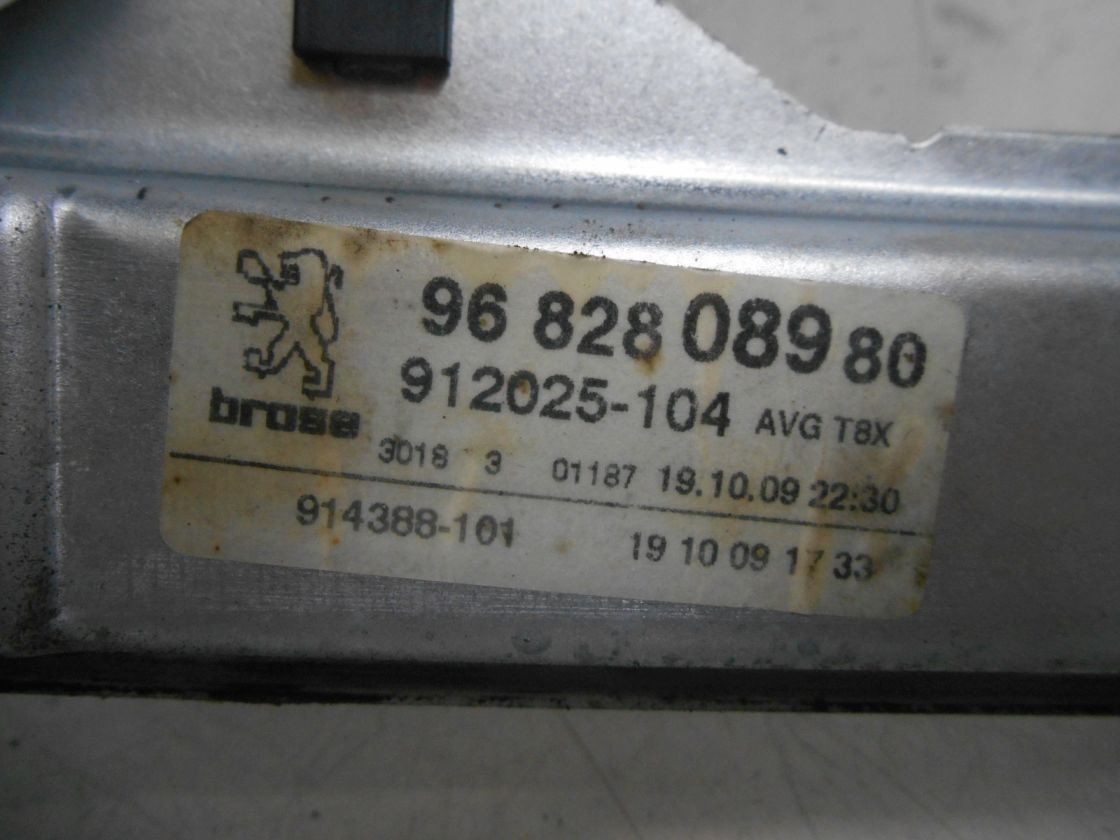 96 828 089 80
912025-104 AVG T8X
brose
3018 3 01187 19.10.09 22:30
914388-101 19 10 09 17 33